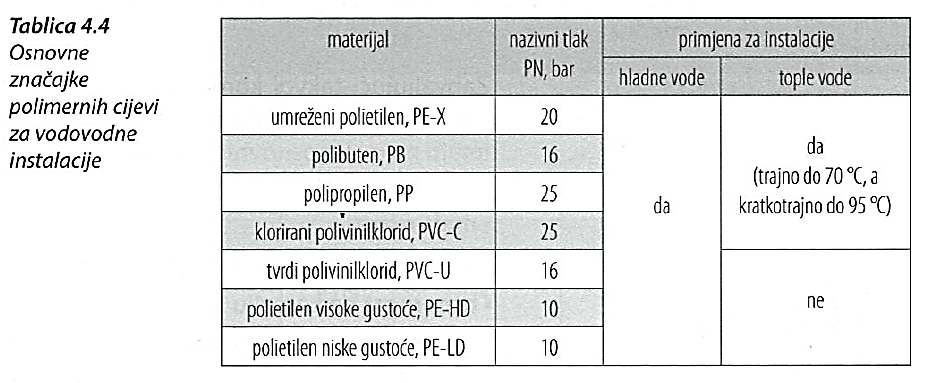 Tablica 4.4
Osnovne
značajke
polimernih cijevi
za vodovodne
instalacije
materijal
nazivni tlak
PN, bar
primjena za instalacije
hladne vode
tople vode
umreženi polietilen, PE-X
20
polibuten, PB
16
polipropilen, PP
25
klorirani polivinilklorid, PVC-C
25
tvrdi polivinilklorid, PVC-U
16
polietilen visoke gustoće, PE-HD
10
polietilen niske gustoće, PE-LD
10
da
da
(trajno do 70 °C, a
kratkotrajno do 95 °C)
ne